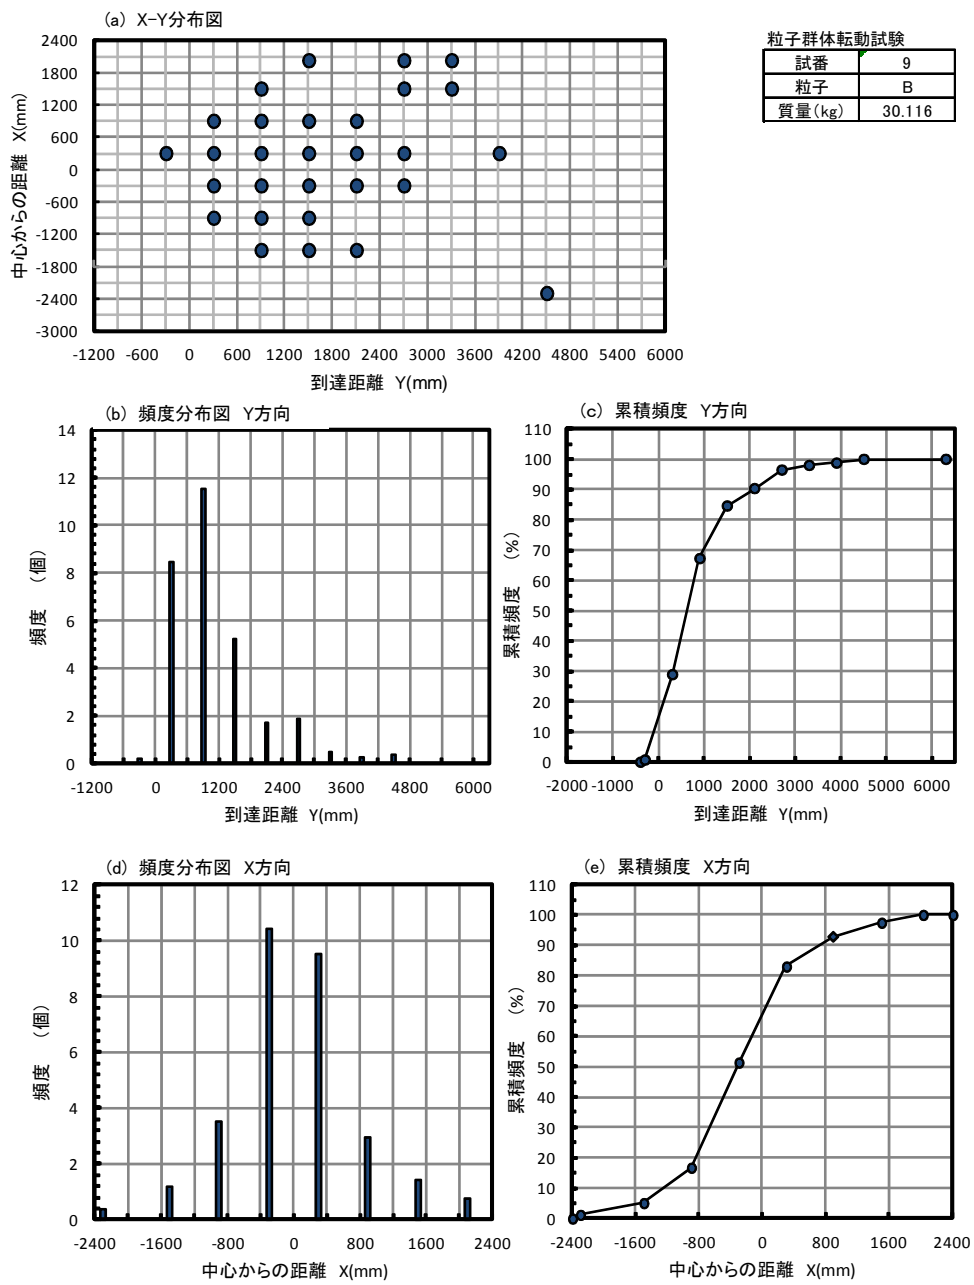 (a) X-Y分布図
2400
1800
1200
600
0
-600
-1200
-1800
-2400
-3000
中心からの距離 X(mm)
-1200 -600 0 600 1200 1800 2400 3000 3600 4200 4800 5400 6000
到達距離 Y(mm)
粒子群体転動試験
試番 9
粒子 B
質量(kg) 30.116
(b) 頻度分布図 Y方向
14
12
10
8
6
4
2
0
頻度 (個)
-1200 0 1200 2400 3600 4800 6000
到達距離 Y(mm)
(c) 累積頻度 Y方向
110
100
90
80
70
60
50
40
30
20
10
0
累積頻度 (%)
-2000 -1000 0 1000 2000 3000 4000 5000 6000
到達距離 Y(mm)
(d) 頻度分布図 X方向
12
10
8
6
4
2
0
頻度 (個)
-2400 -1600 -800 0 800 1600 2400
中心からの距離 X(mm)
(e) 累積頻度 X方向
110
100
90
80
70
60
50
40
30
20
10
0
累積頻度 (%)
-2400 -1600 -800 0 800 1600 2400
中心からの距離 X(mm)